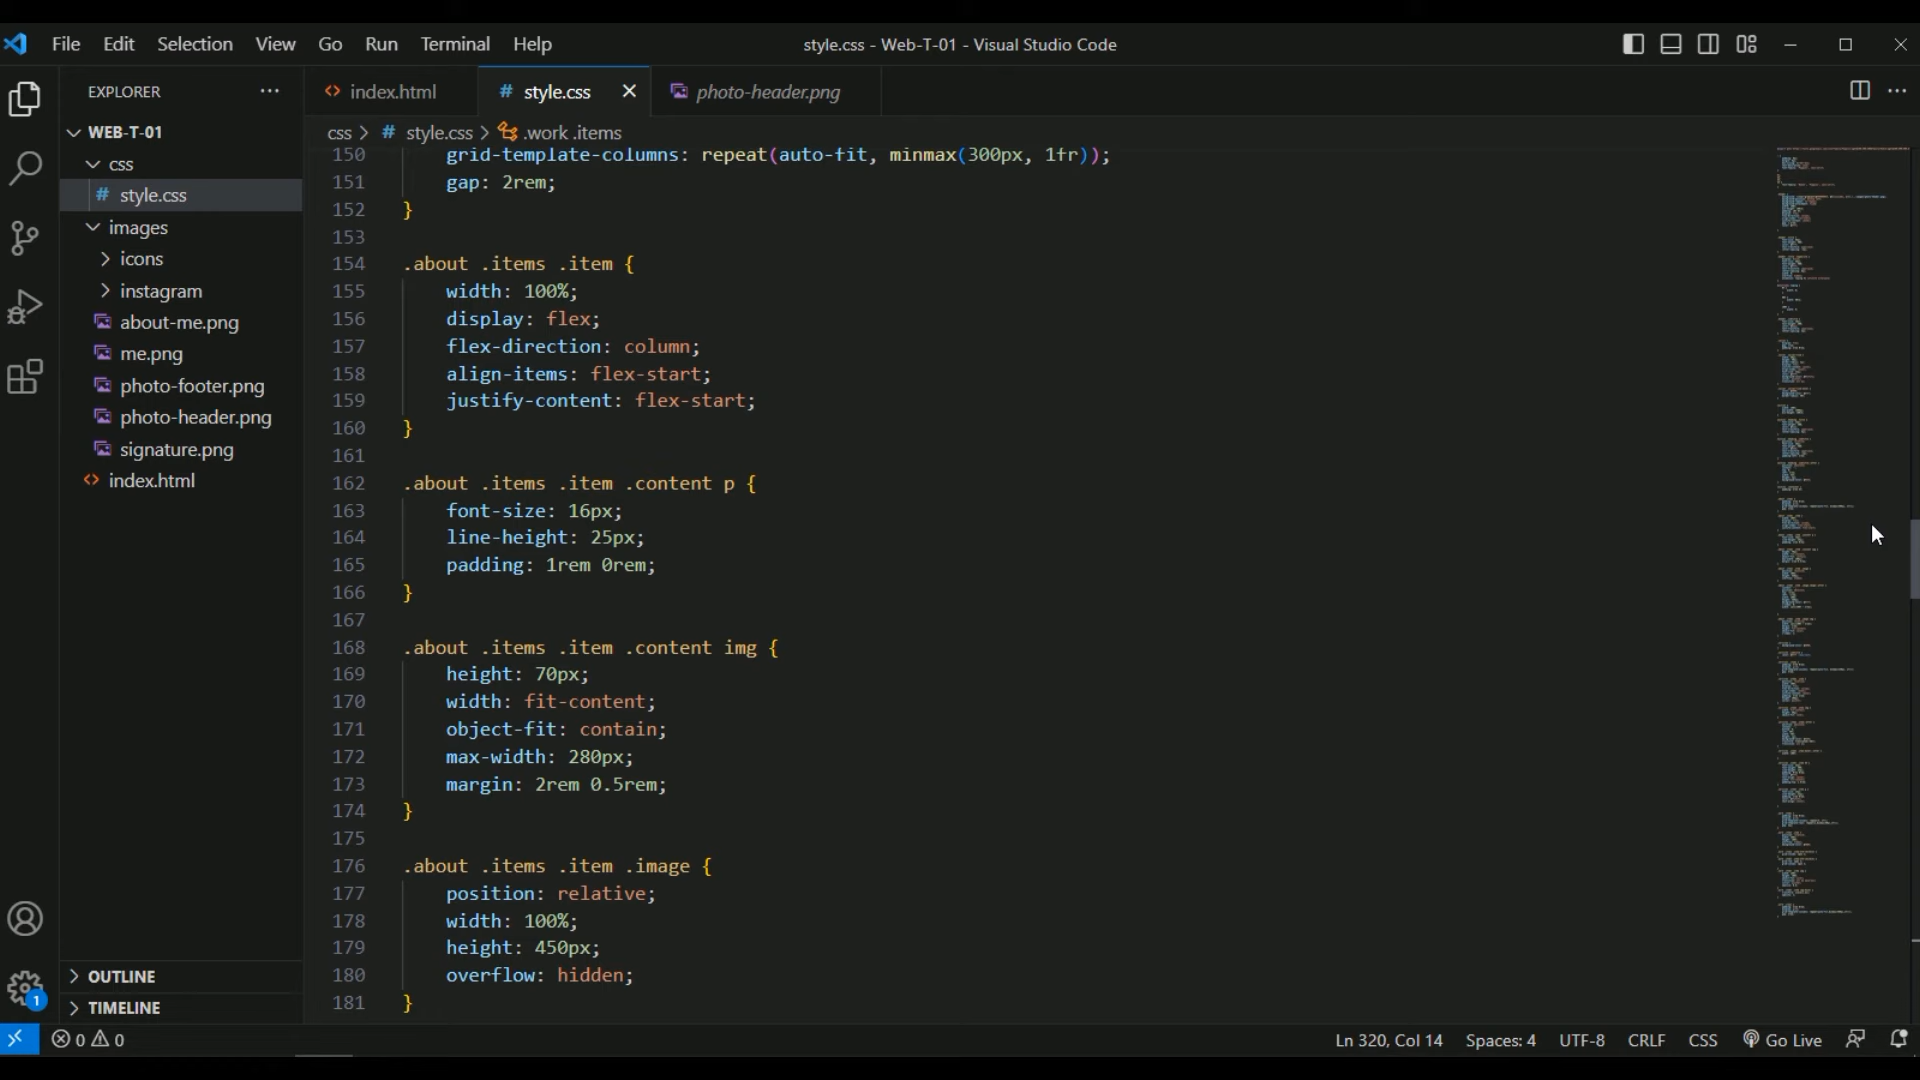 File Edit Selection View Go Run Terminal Help
style.css - Web-T-01 - Visual Studio Code
EXPLORER
index.html
style.css
photo-header.png
WEB-T-01
css
style.css
images
icons
instagram
about-me.png
me.png
photo-footer.png
photo-header.png
signature.png
index.html
OUTLINE
TIMELINE
css > # style.css > .work .items
150 grid-template-columns: repeat(auto-fit, minmax(300px, 1fr));
151 gap: 2rem;
152 }
153
154 .about .items .item {
155 width: 100%;
156 display: flex;
157 flex-direction: column;
158 align-items: flex-start;
159 justify-content: flex-start;
160 }
161
162 .about .items .item .content p {
163 font-size: 16px;
164 line-height: 25px;
165 padding: 1rem 0rem;
166 }
167
168 .about .items .item .content img {
169 height: 70px;
170 width: fit-content;
171 object-fit: contain;
172 max-width: 280px;
173 margin: 2rem 0.5rem;
174 }
175
176 .about .items .item .image {
177 position: relative;
178 width: 100%;
179 height: 450px;
180 overflow: hidden;
181 }
1
0 0
Ln 320, Col 14 Spaces: 4 UTF-8 CRLF CSS Go Live